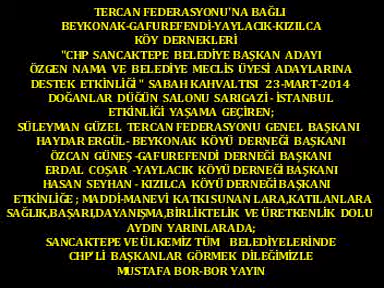 TERCAN FEDERASYONU'NA BAĞLI
BEYKONAK-GAFUREFENDİ-YAYLACIK-KIZILCA
KÖY DERNEKLERİ
"CHP SANCAKTEPE BELEDİYE BAŞKAN ADAYI
ÖZGEN NAMA VE BELEDİYE MECLİS ÜYESİ ADAYLARINA
DESTEK ETKİNLİĞİ" SABAH KAHVALTISI 23-MART-2014
DOĞANLAR DÜĞÜN SALONU SARIGAZİ - İSTANBUL
ETKİNLİĞİ YAŞAMA GEÇİREN;
SÜLEYMAN GÜZEL TERCAN FEDERASYONU GENEL BAŞKANI
HAYDAR ERGÜL- BEYKONAK KÖYÜ DERNEĞİ BAŞKANI
ÖZCAN GÜNEŞ -GAFUREFENDİ DERNEĞİ BAŞKANI
ERDAL COŞAR -YAYLACIK KÖYÜ DERNEĞİ BAŞKANI
HASAN SEYHAN - KIZILCA KÖYÜ DERNEĞİ BAŞKANI
ETKİNLİĞE ; MADDİ-MANEVİ KATKI SUNAN LARA,KATILANLARA
SAĞLIK,BAŞARI,DAYANIŞMA,BİRLİKTELİK VE ÜRETKENLİK DOLU
AYDIN YARINLARADA;
SANCAKTEPE VE ÜLKEMİZ TÜM BELEDİYELERİNDE
CHP'Lİ BAŞKANLAR GÖRMEK DİLEĞİMİZLE
MUSTAFA BOR-BOR YAYIN